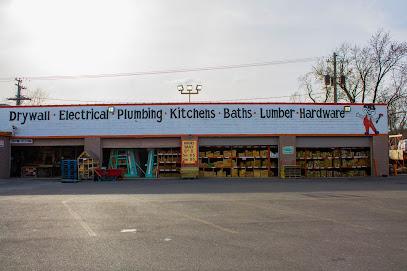 Drywall · Electrical · Plumbing · Kitchens · Baths · Lumber · Hardware